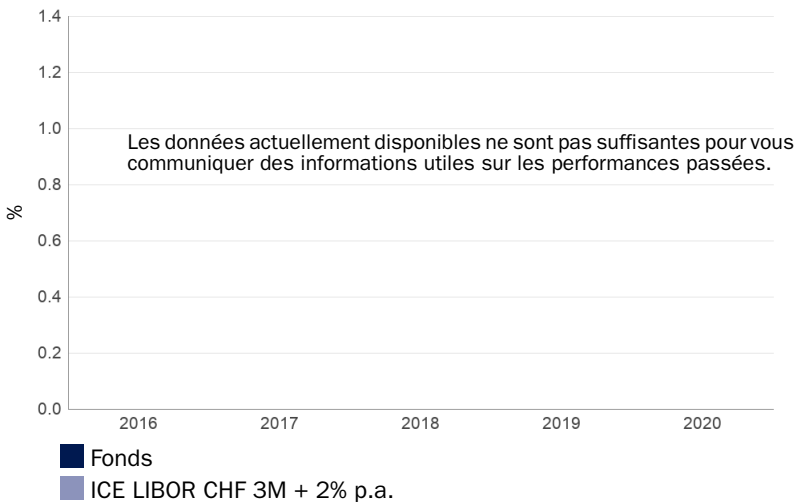 1.4
1.2
1.0
Les données actuellement disponibles ne sont pas suffisantes pour vous
communiquer des informations utiles sur les performances passées.
0.8
%
0.6
0.4
0.2
0.0
2016 2017 2018 2019 2020
Fonds
ICE LIBOR CHF 3M + 2% p.a.